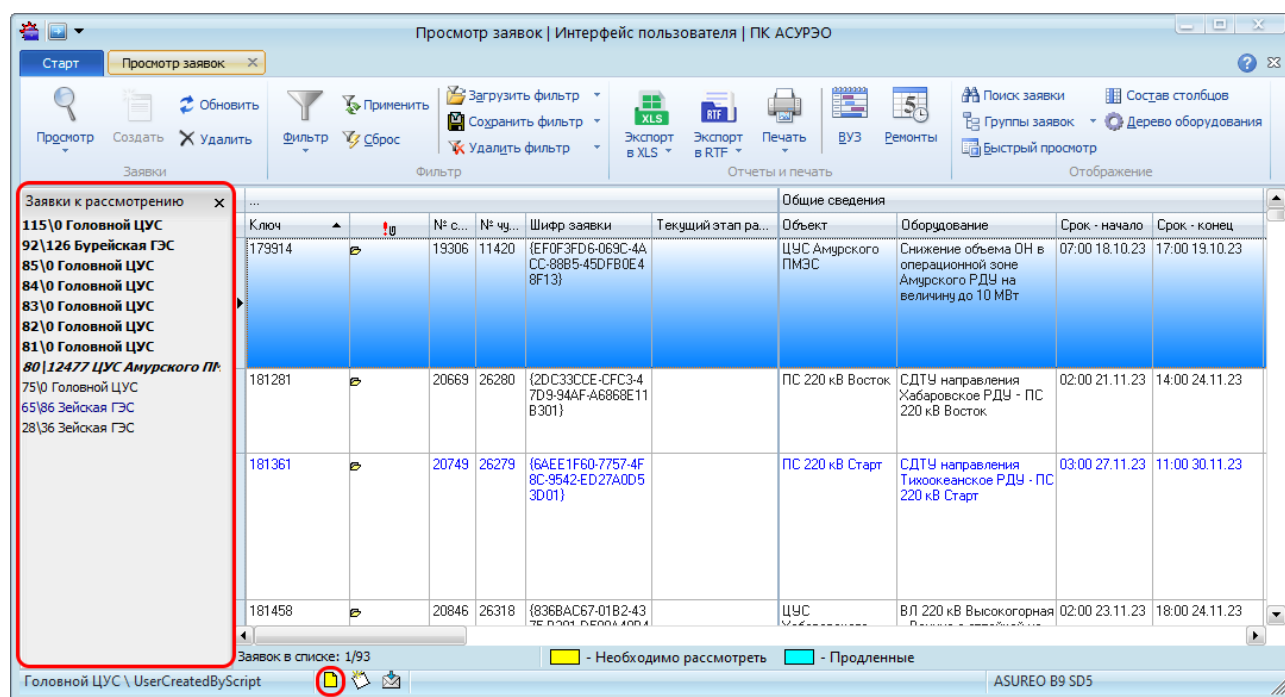 Просмотр заявок | Интерфейс пользователя | ПК АСУРЭО
Старт Просмотр заявок
Просмотр Создать Обновить Удалить
Фильтр Применить Сброс Загрузить фильтр Сохранить фильтр Удалить фильтр
XLS Экспорт в XLS RTF Экспорт в RTF Печать ВУЗ 5 Ремонты
Поиск заявки Группы заявок Быстрый просмотр Состав столбцов Дерево оборудования
Заявки Фильтр Отчеты и печать Отображение
Заявки к рассмотрению
115\0 Головной ЦУС
92\126 Бурейская ГЭС
85\0 Головной ЦУС
84\0 Головной ЦУС
83\0 Головной ЦУС
82\0 Головной ЦУС
81\0 Головной ЦУС
80|12477 ЦУС Амурского
75\0 Головной ЦУС
65\86 Зейская ГЭС
28\36 Зейская ГЭС
... Общие сведения
Ключ № с... № чу... Шифр заявки Текущий этап ра... Объект Оборудование Срок - начало Срок - конец
179914 19306 11420 {EF0F3FD6-069C-4A ЦУС Амурского Снижение объема ОН в 07:00 18.10.23 17:00 19.10.23
CC-88B5-45DFB0E4 ПМЭС операционной зоне
8F13} Амурского РДУ на
величину до 10 МВт
181281 20669 26280 {2DC33CCE-CFC3-4 ПС 220 кВ Восток СДТУ направления 02:00 21.11.23 14:00 24.11.23
7D9-94AF-A6868E11 Хабаровское РДУ - ПС
B301} 220 кВ Восток
181361 20749 26279 {6AEE1F60-7757-4F ПС 220 кВ Старт СДТУ направления 03:00 27.11.23 11:00 30.11.23
8C-9542-ED27A0D5 Тихоокеанское РДУ - ПС
3D01} 220 кВ Старт
181458 20846 26318 {836BAC67-01B2-43 ЦУС ВЛ 220 кВ Высокогорная 02:00 23.11.23 18:00 24.11.23
Заявок в списке: 1/93 - Необходимо рассмотреть - Продленные
Головной ЦУС \ UserCreatedByScript ASUREO B9 SD5